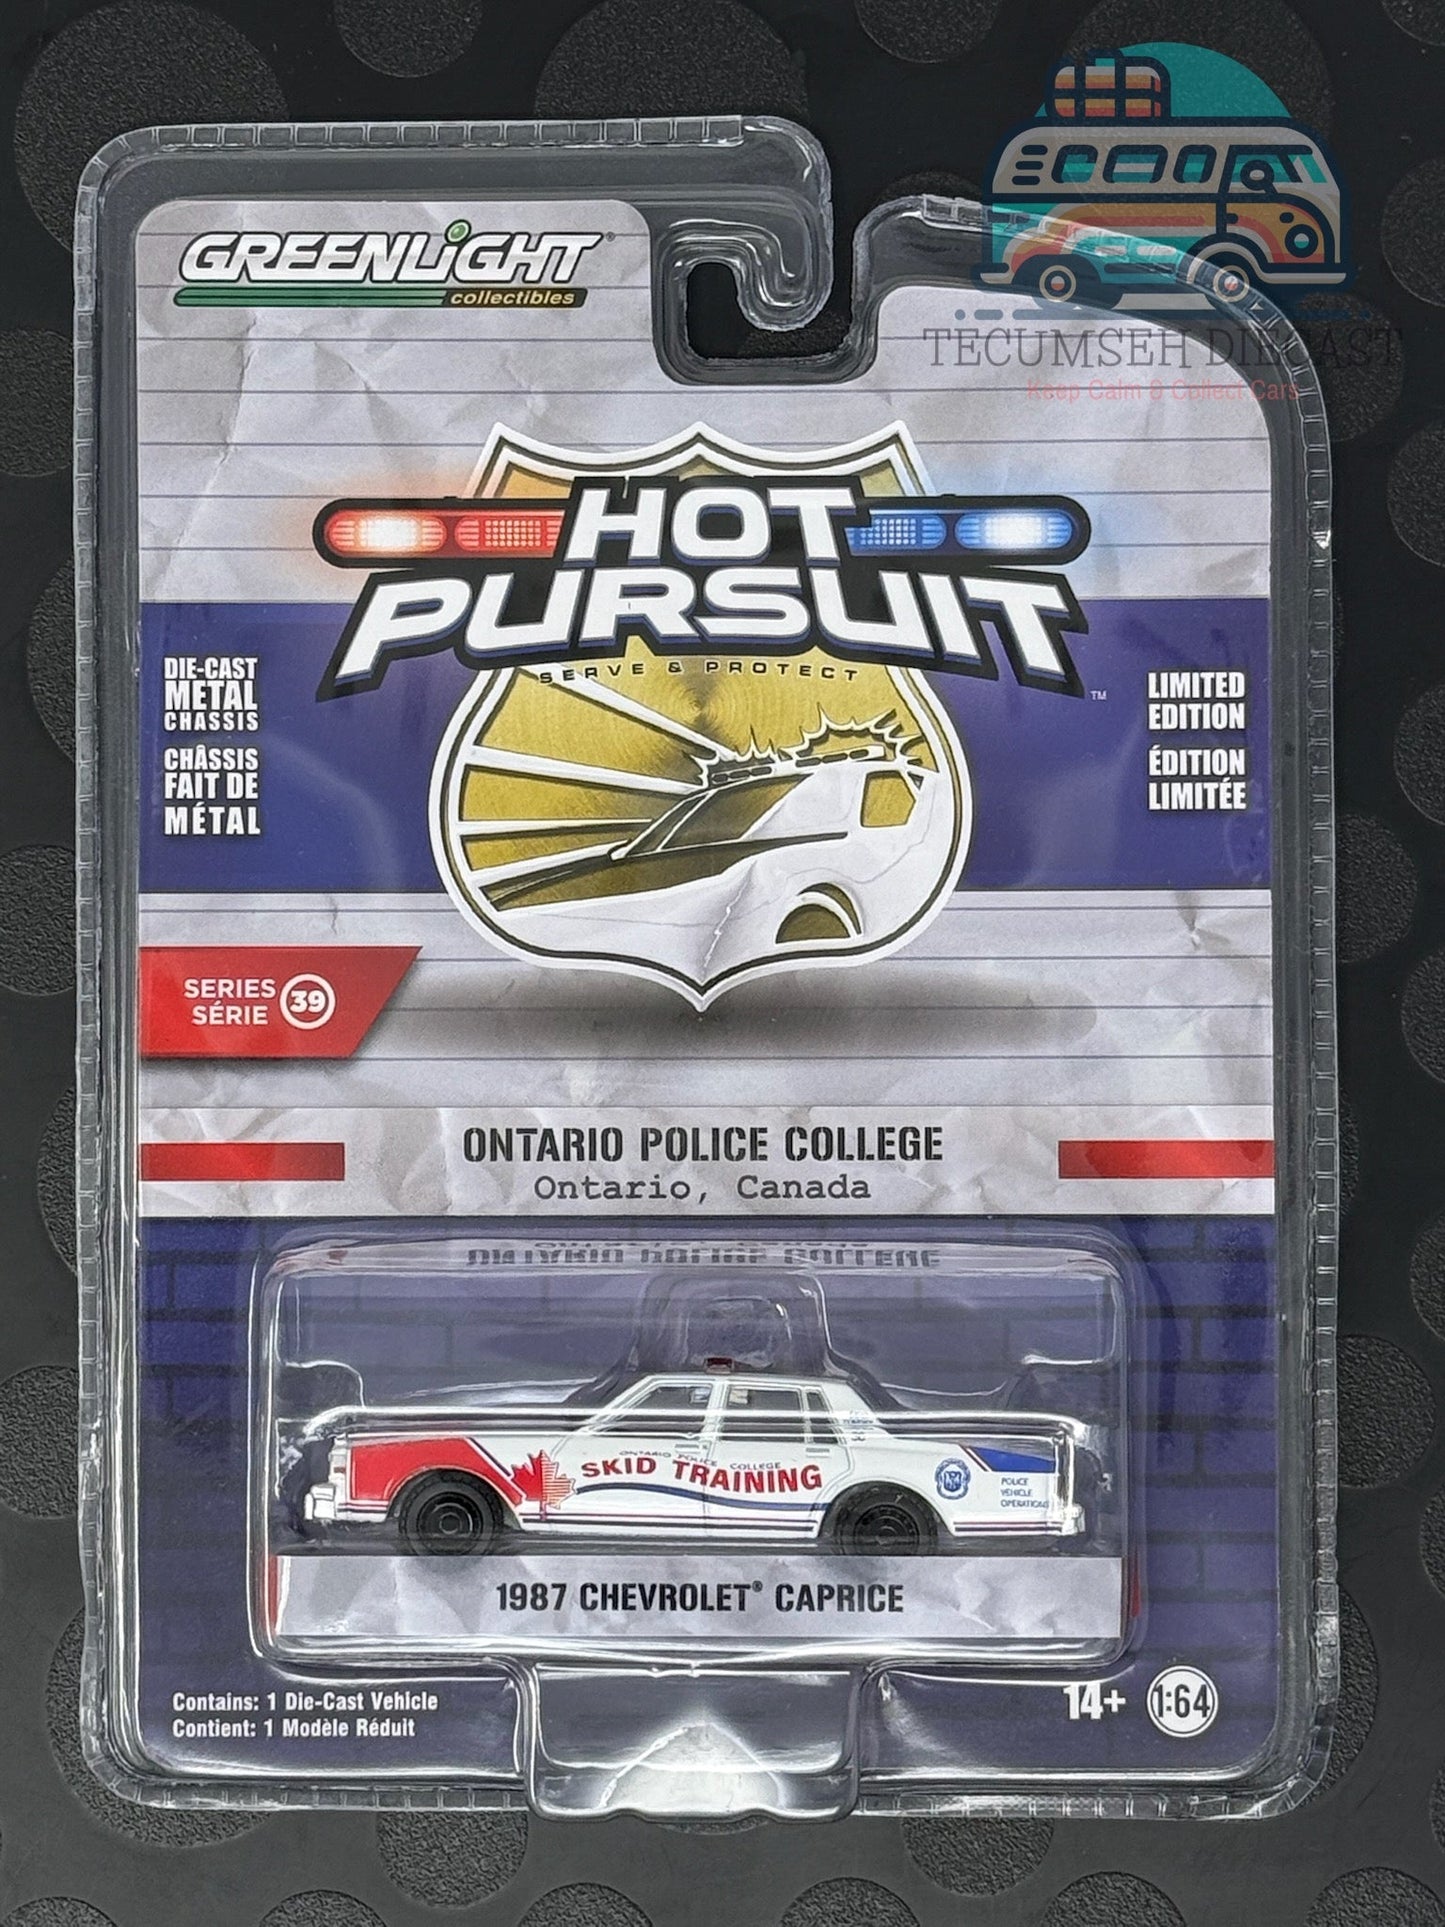 GREENLiGHT®
collectibles
TECUMSEH DIECAST
Keep Calm & Collect Cars
HOT
PURSUIT™
SERVE & PROTECT
DIE-CAST
METAL
CHASSIS
CHÂSSIS
FAIT DE
MÉTAL
LIMITED
EDITION
ÉDITION
LIMITÉE
SERIES
SÉRIE
39
ONTARIO POLICE COLLEGE
Ontario, Canada
ONTARIO POLICE COLLEGE
SKID TRAINING
POLICE
VEHICLE
OPERATIONS
1987 CHEVROLET® CAPRICE
Contains: 1 Die-Cast Vehicle
Contient: 1 Modèle Réduit
14+
1:64